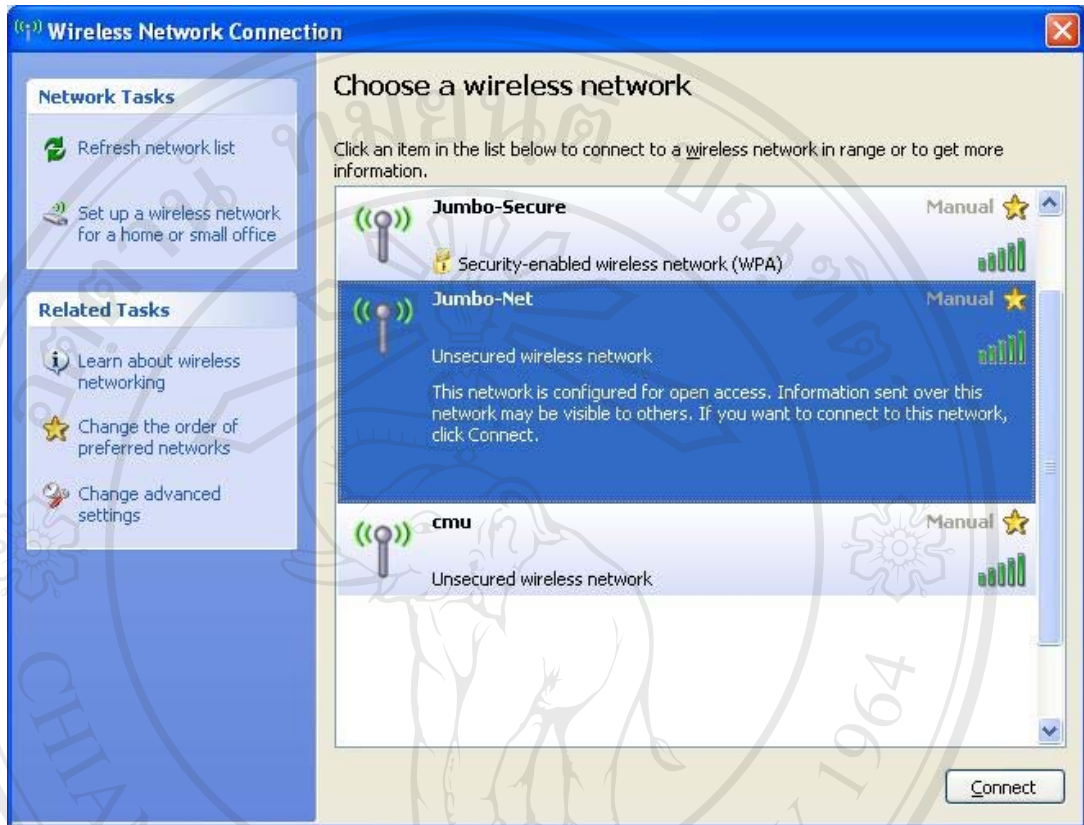 Wireless Network Connection
Network Tasks
Refresh network list
Set up a wireless network
for a home or small office
Related Tasks
Learn about wireless
networking
Change the order of
preferred networks
Change advanced
settings
Choose a wireless network
Click an item in the list below to connect to a wireless network in range or to get more
information.
Jumbo-Secure
Manual
Security-enabled wireless network (WPA)
Jumbo-Net
Manual
Unsecured wireless network
This network is configured for open access. Information sent over this
network may be visible to others. If you want to connect to this network,
click Connect.
cmu
Manual
Unsecured wireless network
Connect
1964